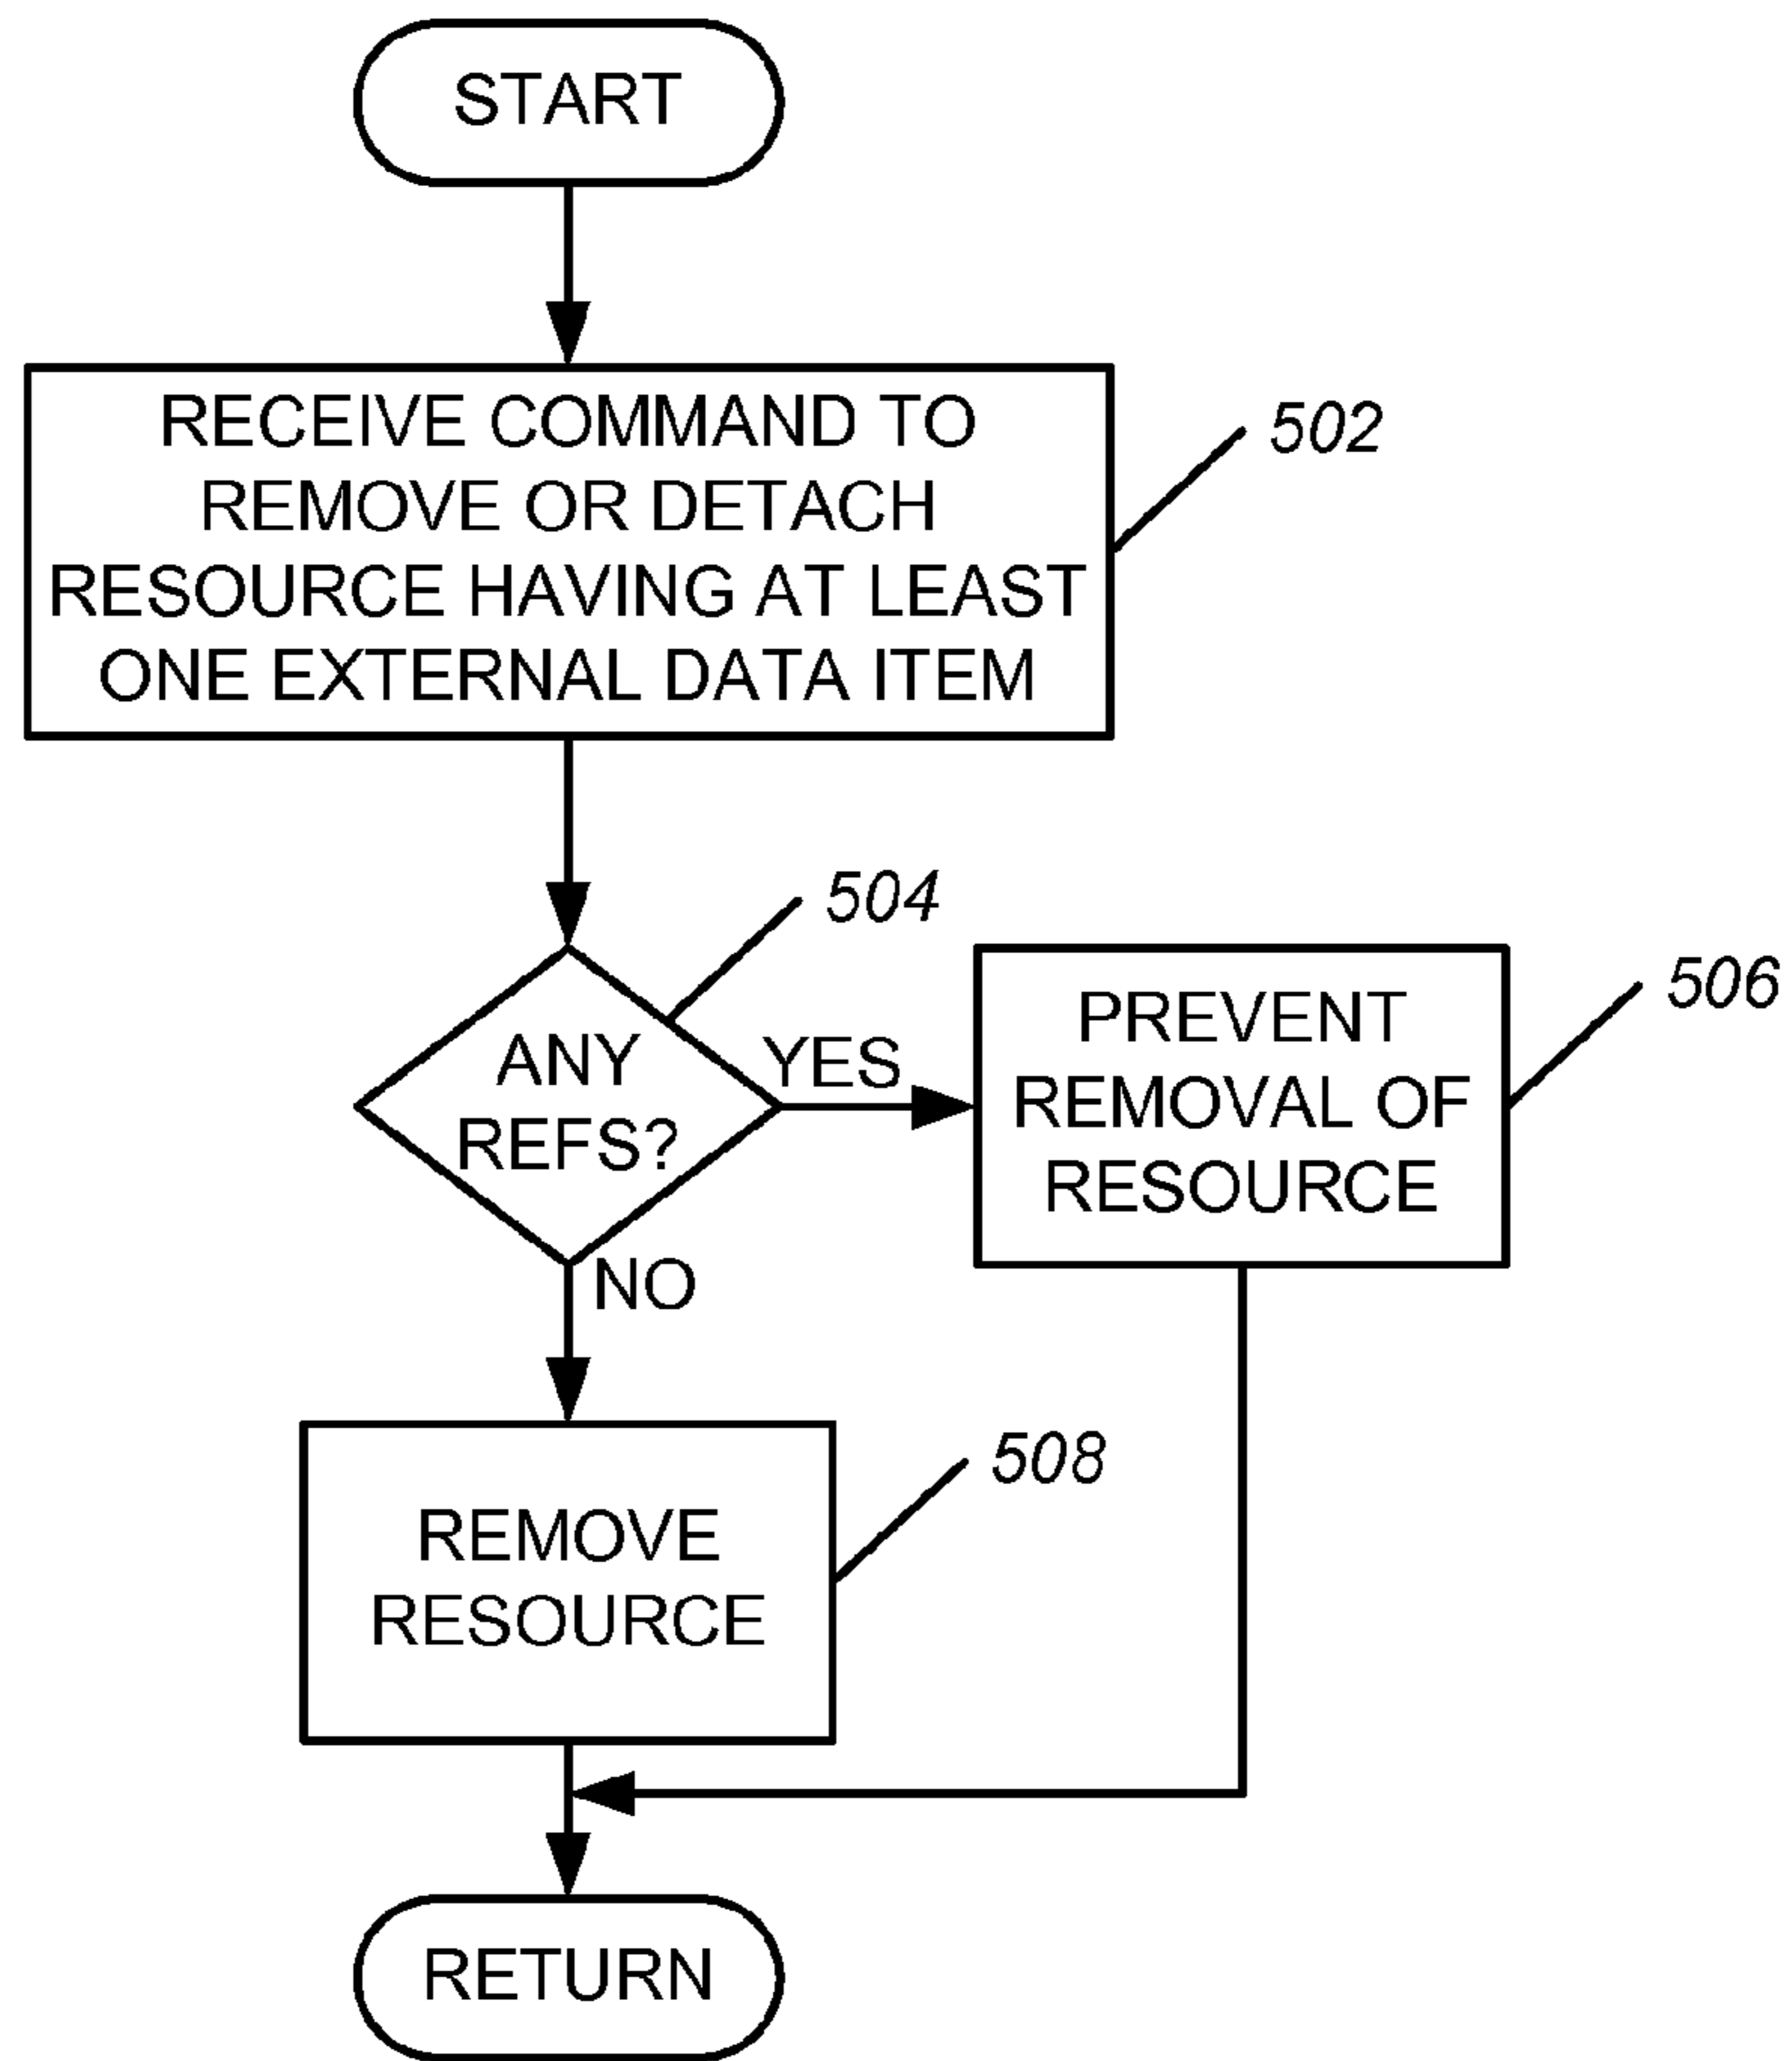 START
RECEIVE COMMAND TO
REMOVE OR DETACH
RESOURCE HAVING AT LEAST
ONE EXTERNAL DATA ITEM
502
504
ANY
REFS?
YES
PREVENT
REMOVAL OF
RESOURCE
506
NO
REMOVE
RESOURCE
508
RETURN